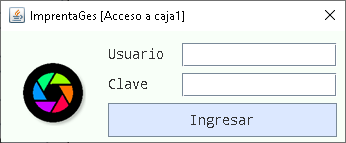 ImprentaGes [Acceso a caja1]
Usuario
Clave
Ingresar